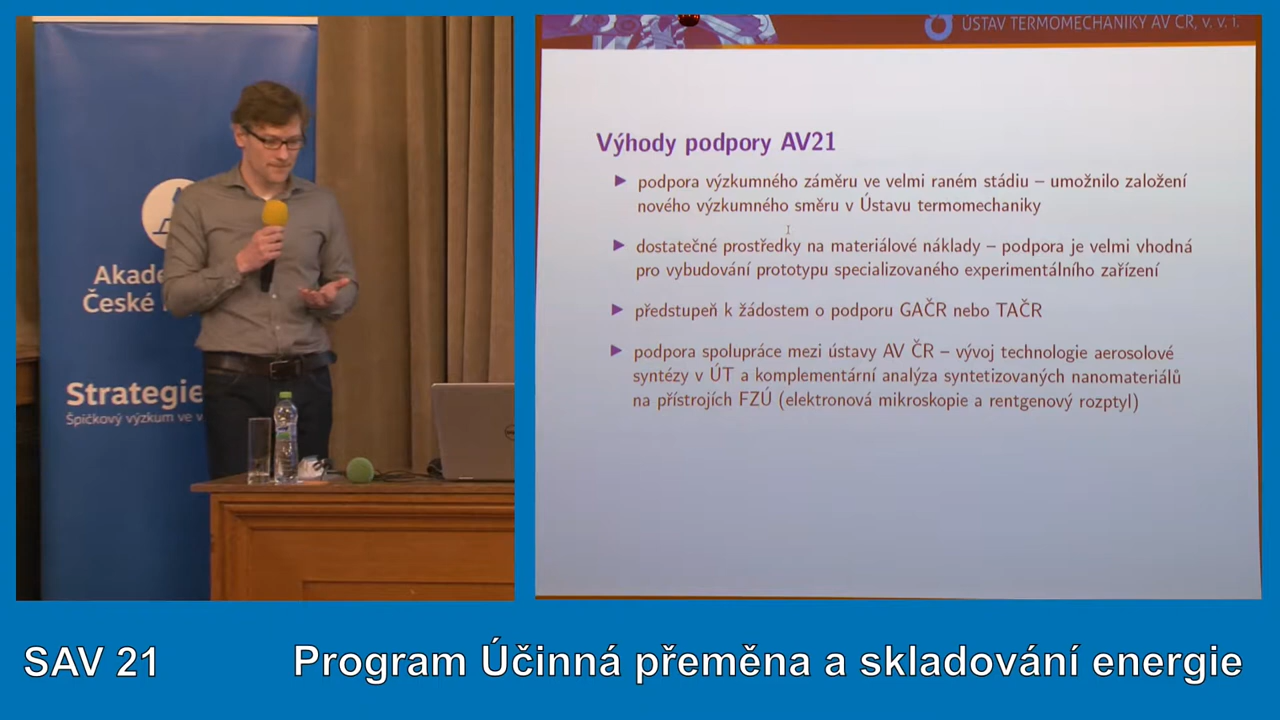 Akade
České
Strategie
Špičkový výzkum ve v
ÚSTAV TERMOMECHANIKY AV ČR, v. v. i.
Výhody podpory AV21
podpora výzkumného záměru ve velmi raném stádiu – umožnilo založení
nového výzkumného směru v Ústavu termomechaniky
dostatečné prostředky na materiálové náklady – podpora je velmi vhodná
pro vybudování prototypu specializovaného experimentálního zařízení
předstupeň k žádostem o podporu GAČR nebo TAČR
podpora spolupráce mezi ústavy AV ČR – vývoj technologie aerosolové
syntézy v ÚT a komplementární analýza syntetizovaných nanomateriálů
na přístrojích FZÚ (elektronová mikroskopie a rentgenový rozptyl)
SAV 21 Program Účinná přeměna a skladování energie